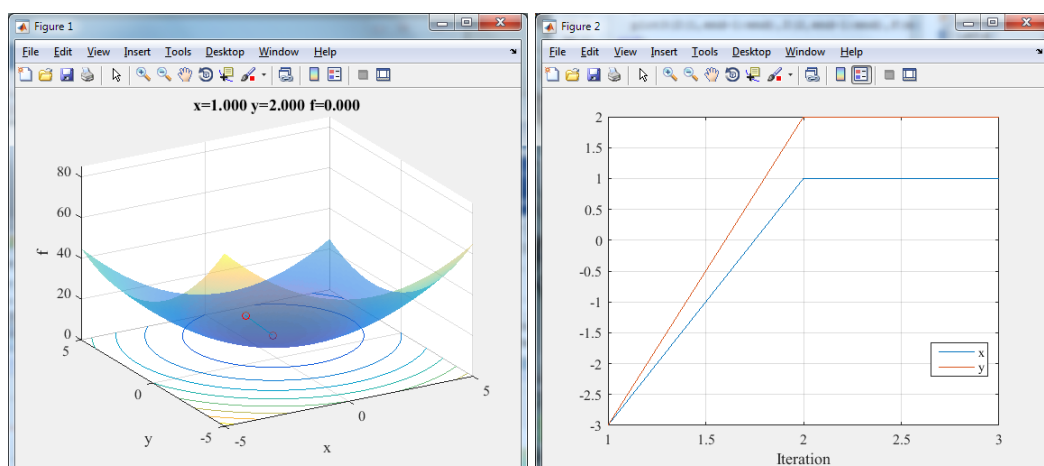 Figure 1
File Edit View Insert Tools Desktop Window Help
x=1.000 y=2.000 f=0.000
80
60
40
20
0
f
5
0
-5
y
-5
0
5
x
Figure 2
File Edit View Insert Tools Desktop Window Help
2
1.5
1
0.5
0
-0.5
-1
-1.5
-2
-2.5
-3
1 1.5 2 2.5 3
Iteration
x
y